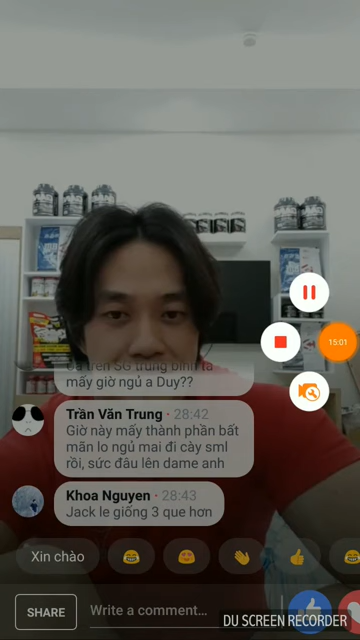 15:01
mấy giờ ngủ a Duy??
Trần Văn Trung · 28:42
Giờ này mấy thành phần bất
mãn lo ngủ mai đi cày sml
rồi, sức đâu lên dame anh
Khoa Nguyen · 28:43
Jack le giống 3 que hơn
Xin chào
SHARE
Write a comment...
DU SCREEN RECORDER